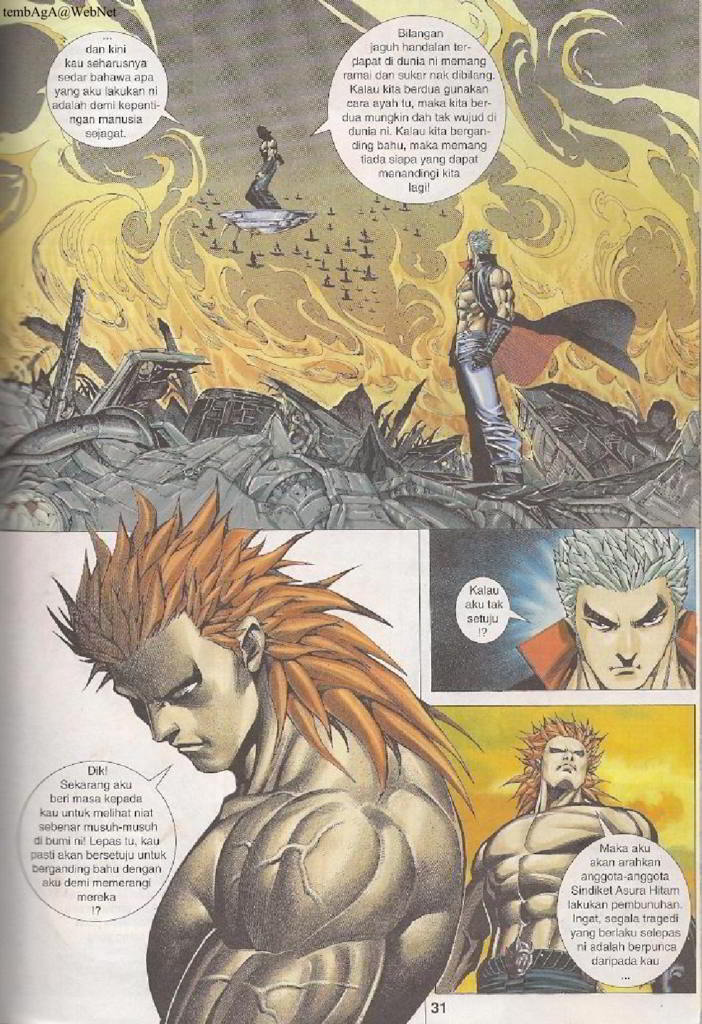 tembAgA@WebNet
...
dan kini
kau seharusnya
sedar bahawa apa
yang aku lakukan ni
adalah demi kepenti-
ngan manusia
sejagat.
Bilangan
jaguh handalan ter-
dapat di dunia ni memang
ramai dan sukar nak dibilang.
Kalau kita berdua gunakan
cara ayah tu, maka kita ber-
dua mungkin dah tak wujud di
dunia ni. Kalau kita bergan-
ding bahu, maka memang
tiada siapa yang dapat
menandingi kita
lagi!
Kalau
aku tak
setuju
!?
Dik!
Sekarang aku
beri masa kepada
kau untuk melihat niat
sebenar musuh-musuh
di bumi ni! Lepas tu, kau
pasti akan bersetuju untuk
berganding bahu dengan
aku demi memerangi
mereka
!?
Maka aku
akan arahkan
anggota-anggota
Sindiket Asura Hitam
lakukan pembunuhan.
Ingat, segala tragedi
yang berlaku selepas
ni adalah berpunca
daripada kau
...
31